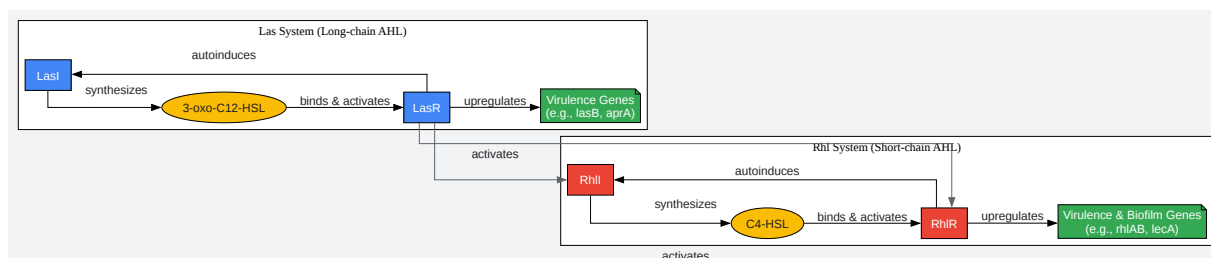 Las System (Long-chain AHL)
autoinduces
LasI
synthesizes
3-oxo-C12-HSL
binds & activates
LasR
upregulates
Virulence Genes
(e.g., lasB, aprA)
activates
Rhl System (Short-chain AHL)
autoinduces
RhlI
synthesizes
C4-HSL
binds & activates
RhlR
upregulates
Virulence & Biofilm Genes
(e.g., rhlAB, lecA)
activates